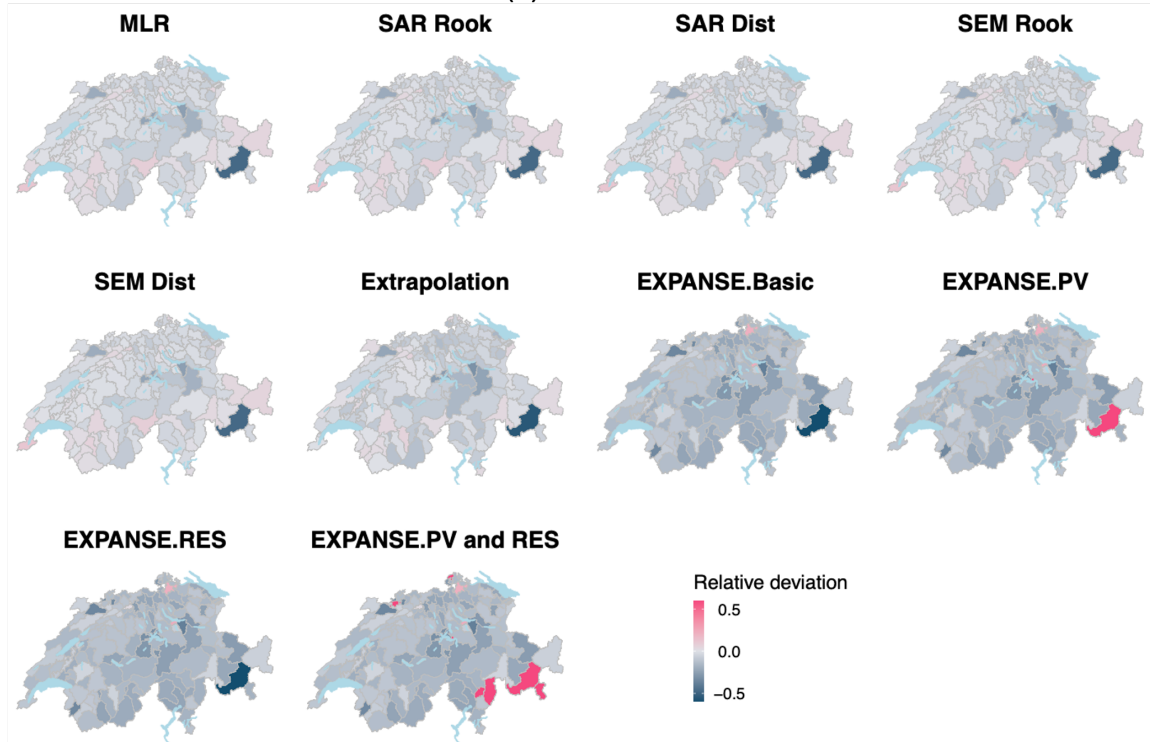 MLR
SAR Rook
SAR Dist
SEM Rook
SEM Dist
Extrapolation
EXPANSE.Basic
EXPANSE.PV
EXPANSE.RES
EXPANSE.PV and RES
Relative deviation
0.5
0.0
−0.5